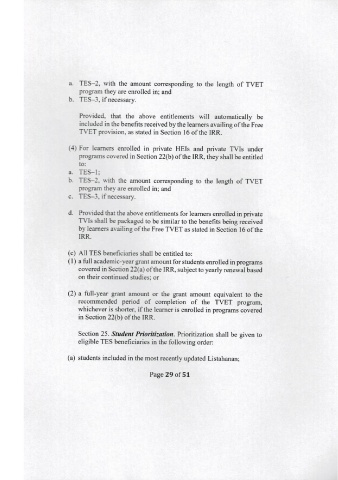 a. TES–2, with the amount corresponding to the length of TVET
program they are enrolled in; and
b. TES–3, if necessary.
Provided, that the above entitlements will automatically be
included in the benefits received by the learners availing of the Free
TVET provision, as stated in Section 16 of the IRR.
(4) For learners enrolled in private HEIs and private TVIs under
programs covered in Section 22(b) of the IRR, they shall be entitled
to:
a. TES–1;
b. TES–2, with the amount corresponding to the length of TVET
program they are enrolled in; and
c. TES–3, if necessary.
d. Provided that the above entitlements for learners enrolled in private
TVIs shall be packaged to be similar to the benefits being received
by learners availing of the Free TVET as stated in Section 16 of the
IRR.
(c) All TES beneficiaries shall be entitled to:
(1) a full academic-year grant amount for students enrolled in programs
covered in Section 22(a) of the IRR, subject to yearly renewal based
on their continued studies; or
(2) a full-year grant amount or the grant amount equivalent to the
recommended period of completion of the TVET program,
whichever is shorter, if the learner is enrolled in programs covered
in Section 22(b) of the IRR.
Section 25. Student Prioritization. Prioritization shall be given to
eligible TES beneficiaries in the following order:
(a) students included in the most recently updated Listahanan;
Page 29 of 51